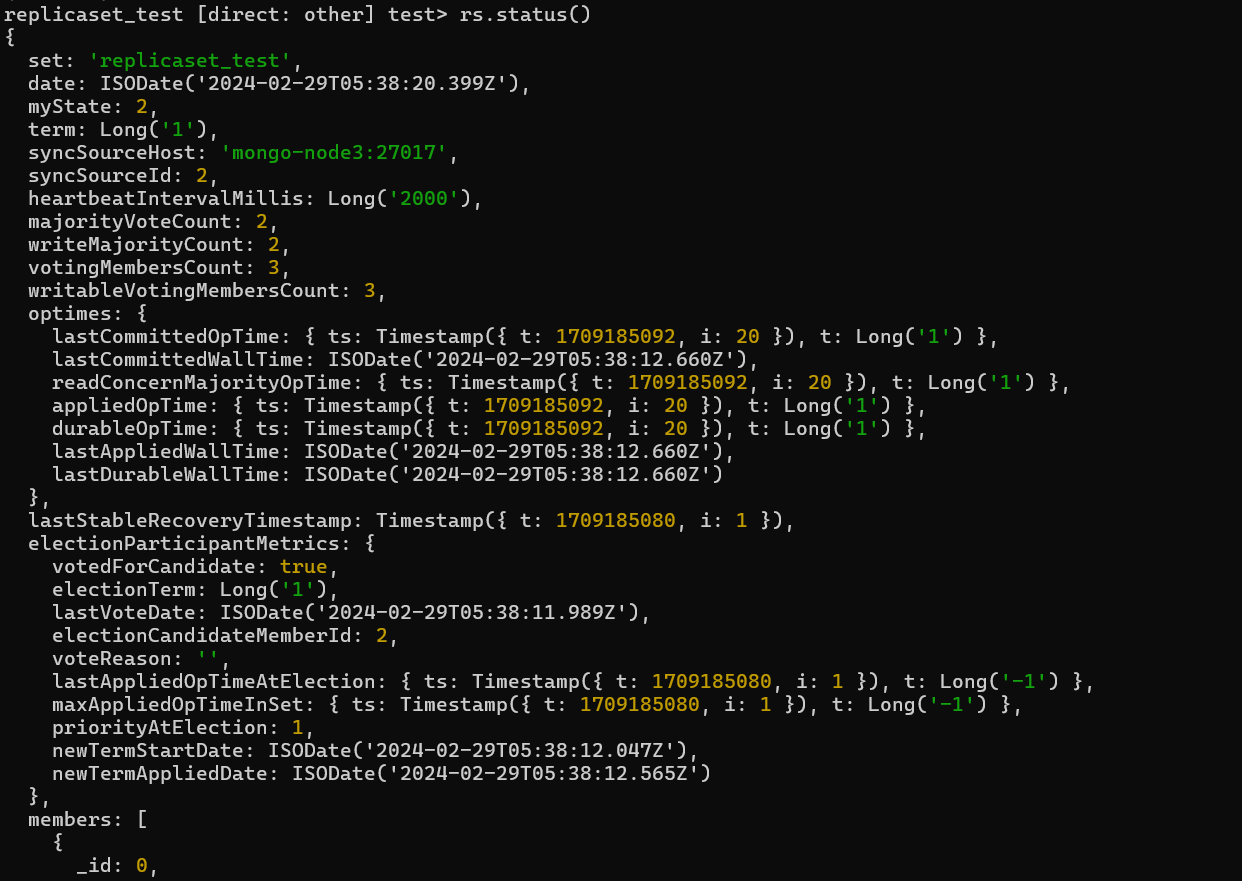 replicaset_test [direct: other] test> rs.status()
{
  set: 'replicaset_test',
  date: ISODate('2024-02-29T05:38:20.399Z'),
  myState: 2,
  term: Long('1'),
  syncSourceHost: 'mongo-node3:27017',
  syncSourceId: 2,
  heartbeatIntervalMillis: Long('2000'),
  majorityVoteCount: 2,
  writeMajorityCount: 2,
  votingMembersCount: 3,
  writableVotingMembersCount: 3,
  optimes: {
    lastCommittedOpTime: { ts: Timestamp({ t: 1709185092, i: 20 }), t: Long('1') },
    lastCommittedWallTime: ISODate('2024-02-29T05:38:12.660Z'),
    readConcernMajorityOpTime: { ts: Timestamp({ t: 1709185092, i: 20 }), t: Long('1') },
    appliedOpTime: { ts: Timestamp({ t: 1709185092, i: 20 }), t: Long('1') },
    durableOpTime: { ts: Timestamp({ t: 1709185092, i: 20 }), t: Long('1') },
    lastAppliedWallTime: ISODate('2024-02-29T05:38:12.660Z'),
    lastDurableWallTime: ISODate('2024-02-29T05:38:12.660Z')
  },
  lastStableRecoveryTimestamp: Timestamp({ t: 1709185080, i: 1 }),
  electionParticipantMetrics: {
    votedForCandidate: true,
    electionTerm: Long('1'),
    lastVoteDate: ISODate('2024-02-29T05:38:11.989Z'),
    electionCandidateMemberId: 2,
    voteReason: '',
    lastAppliedOpTimeAtElection: { ts: Timestamp({ t: 1709185080, i: 1 }), t: Long('-1') },
    maxAppliedOpTimeInSet: { ts: Timestamp({ t: 1709185080, i: 1 }), t: Long('-1') },
    priorityAtElection: 1,
    newTermStartDate: ISODate('2024-02-29T05:38:12.047Z'),
    newTermAppliedDate: ISODate('2024-02-29T05:38:12.565Z')
  },
  members: [
    {
      _id: 0,